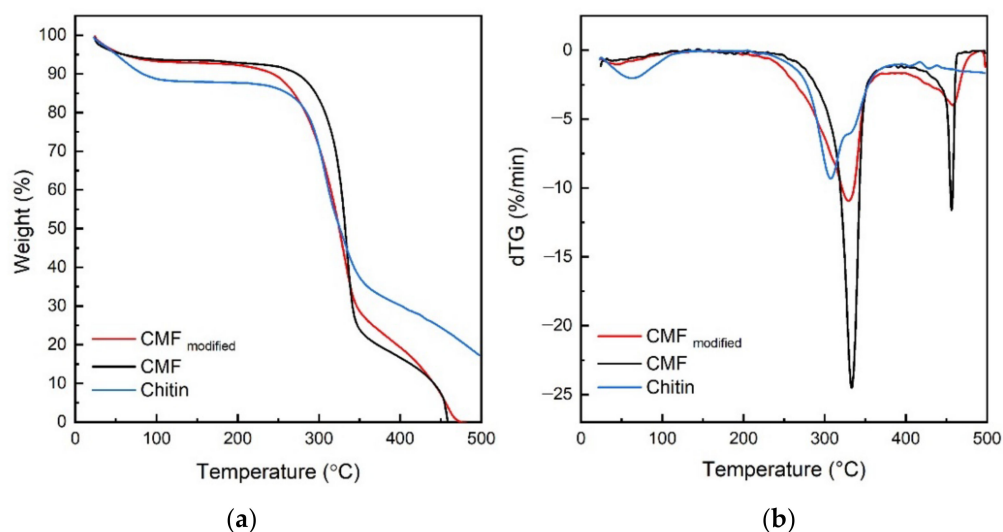 100
90
80
70
60
50
40
30
20
10
0
Weight (%)
CMF modified
CMF
Chitin
0 100 200 300 400 500
Temperature (°C)
(a)
0
−5
−10
−15
−20
−25
dTG (%/min)
CMF modified
CMF
Chitin
0 100 200 300 400 500
Temperature (°C)
(b)